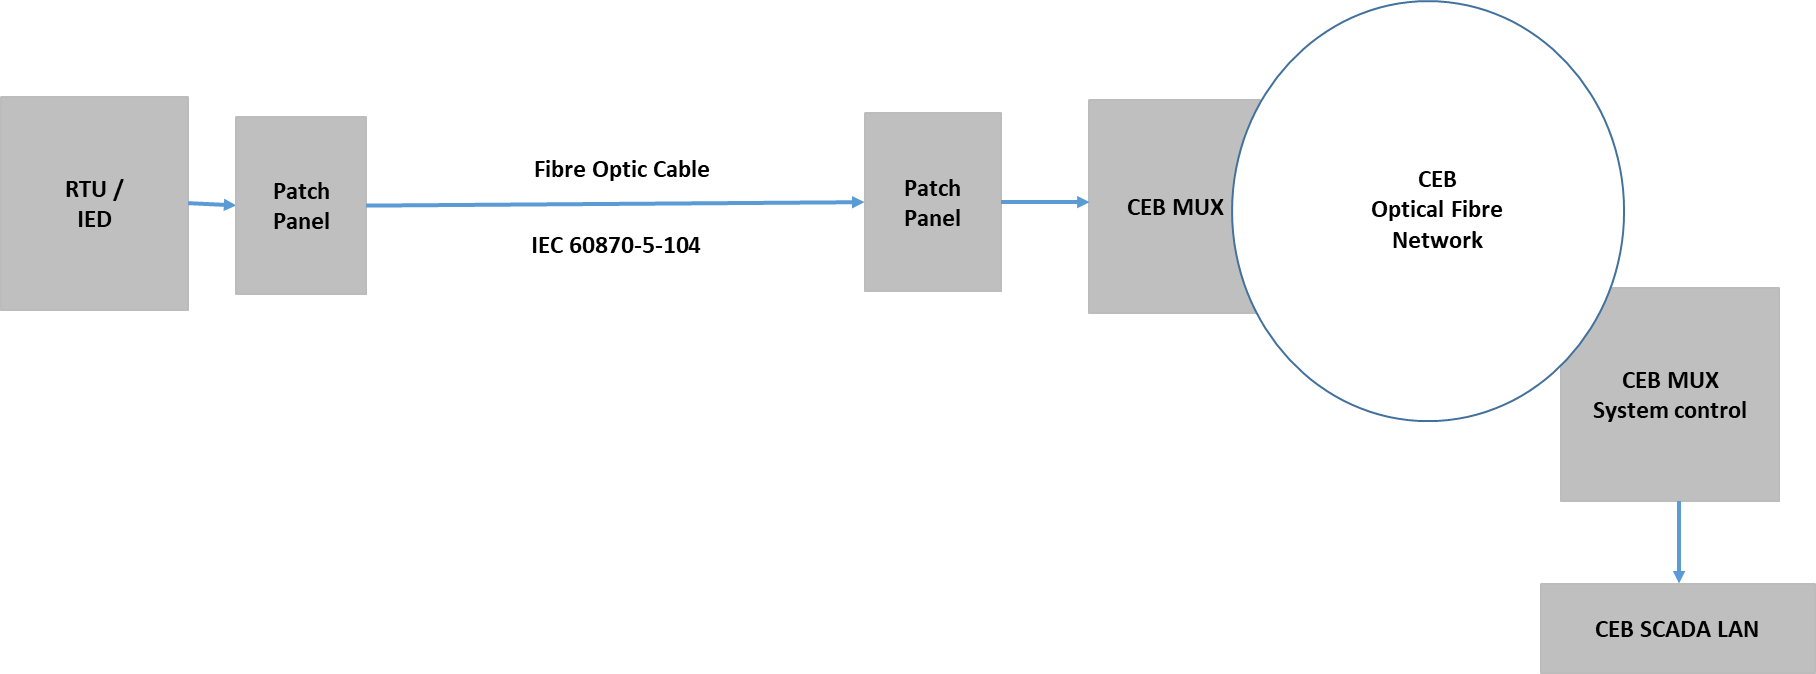 RTU /
IED
Patch
Panel
Fibre Optic Cable
IEC 60870-5-104
Patch
Panel
CEB MUX
CEB
Optical Fibre
Network
CEB MUX
System control
CEB SCADA LAN